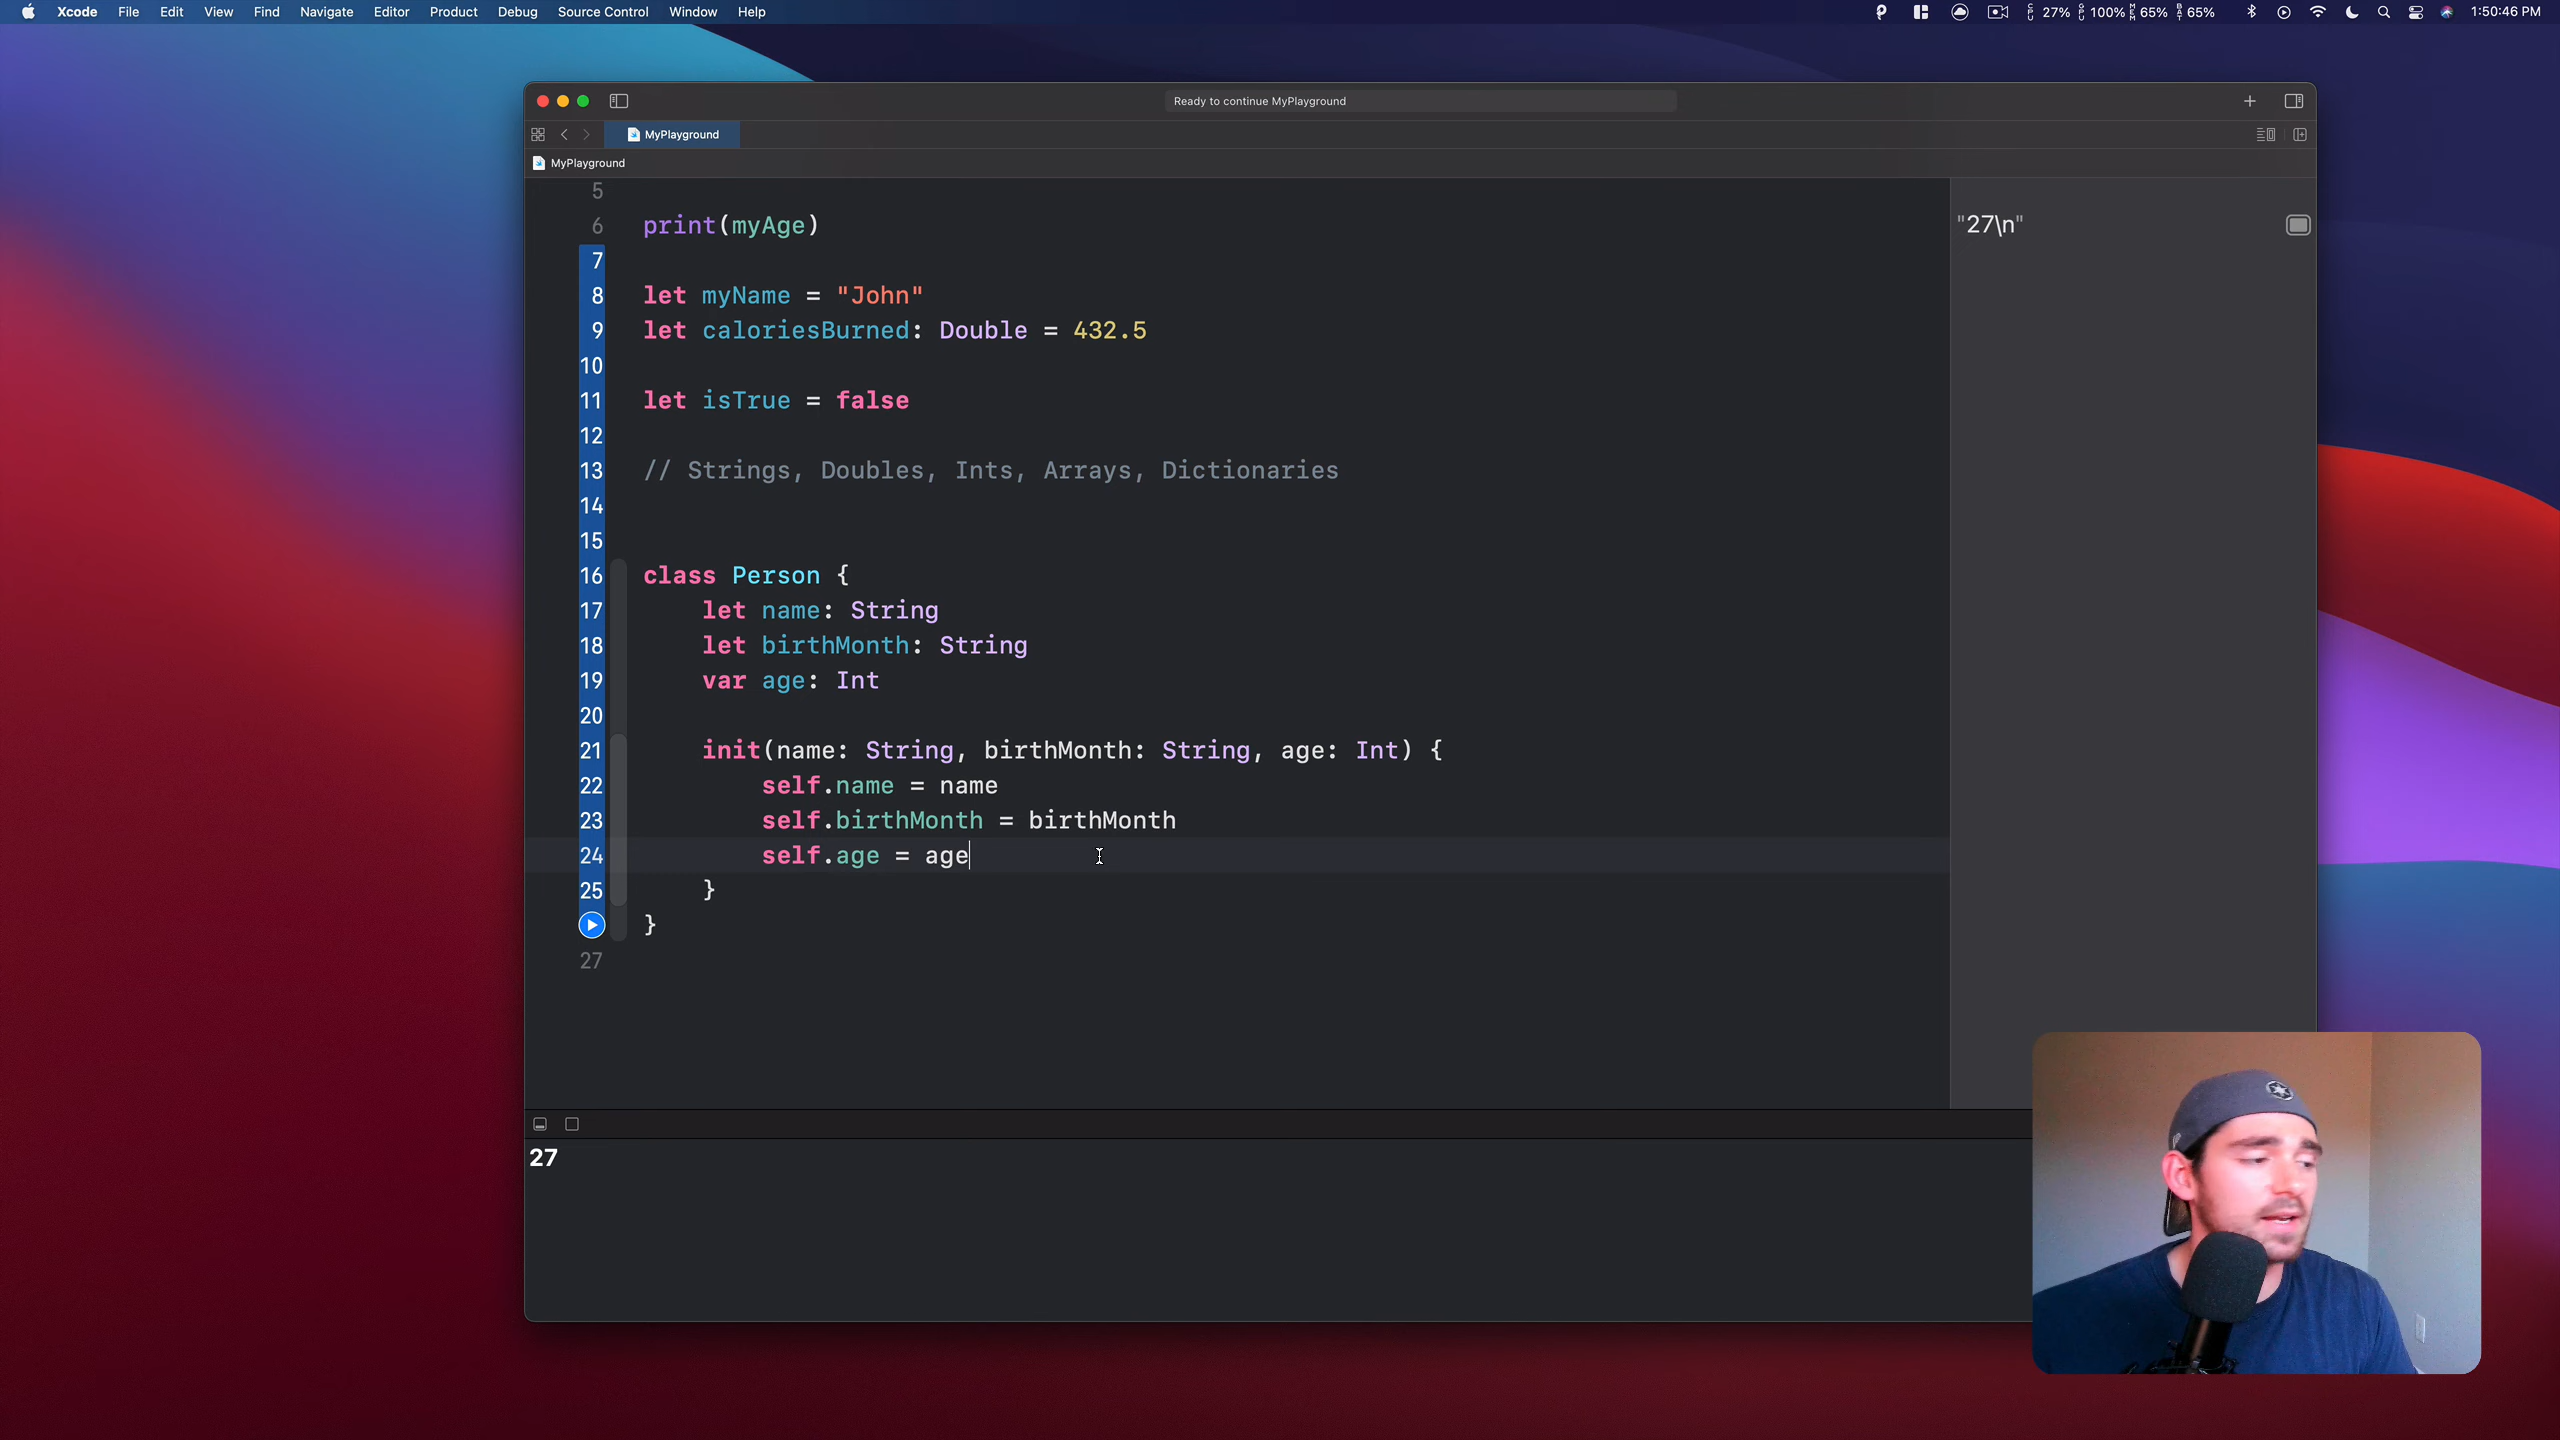 Xcode File Edit View Find Navigate Editor Product Debug Source Control Window Help
CPU 27% GPU 100% MEM 65% BAT 65% 1:50:46 PM
Ready to continue MyPlayground
MyPlayground
MyPlayground
5
6 print(myAge) "27\n"
7
8 let myName = "John"
9 let caloriesBurned: Double = 432.5
10
11 let isTrue = false
12
13 // Strings, Doubles, Ints, Arrays, Dictionaries
14
15
16 class Person {
17 let name: String
18 let birthMonth: String
19 var age: Int
20
21 init(name: String, birthMonth: String, age: Int) {
22 self.name = name
23 self.birthMonth = birthMonth
24 self.age = age
25 }
}
27
27